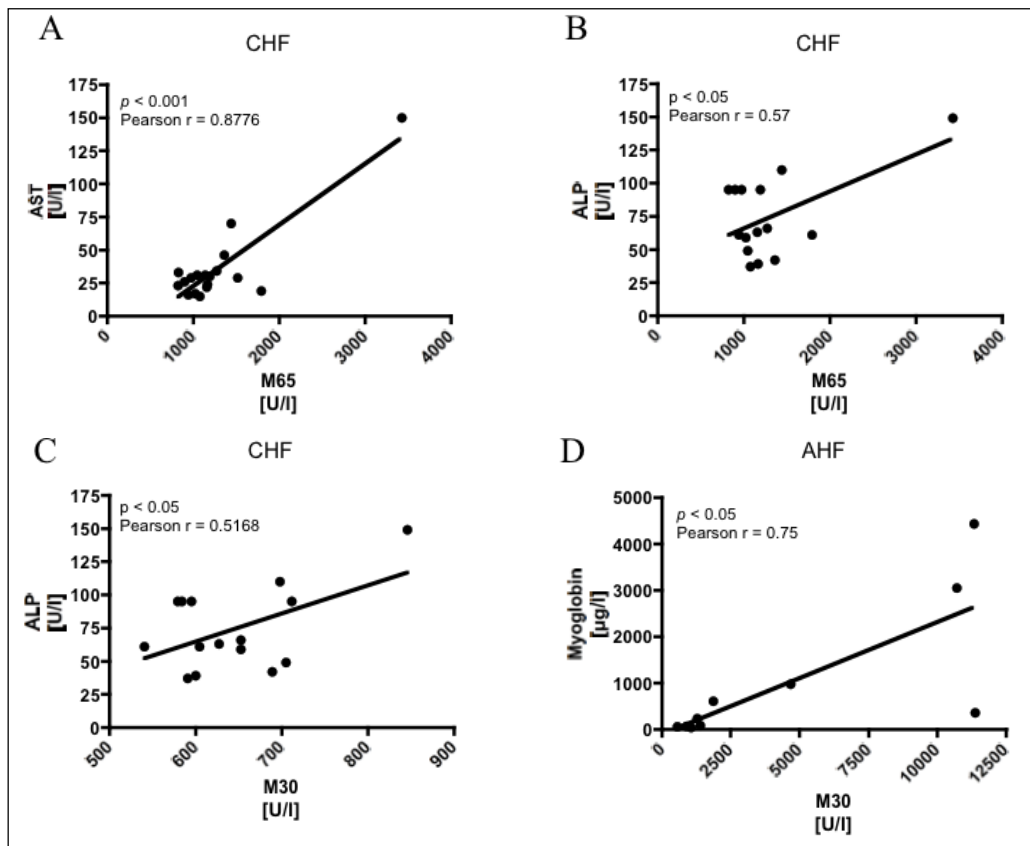 A
CHF
p < 0.001
Pearson r = 0.8776
175
150
125
100
75
50
25
0
AST
[U/l]
0
1000
2000
3000
4000
M65
[U/l]
B
CHF
p < 0.05
Pearson r = 0.57
175
150
125
100
75
50
25
0
ALP
[U/l]
0
1000
2000
3000
4000
M65
[U/l]
C
CHF
p < 0.05
Pearson r = 0.5168
175
150
125
100
75
50
25
0
ALP
[U/l]
500
600
700
800
900
M30
[U/l]
D
AHF
p < 0.05
Pearson r = 0.75
5000
4000
3000
2000
1000
0
Myoglobin
[µg/l]
0
2500
5000
7500
10000
12500
M30
[U/l]